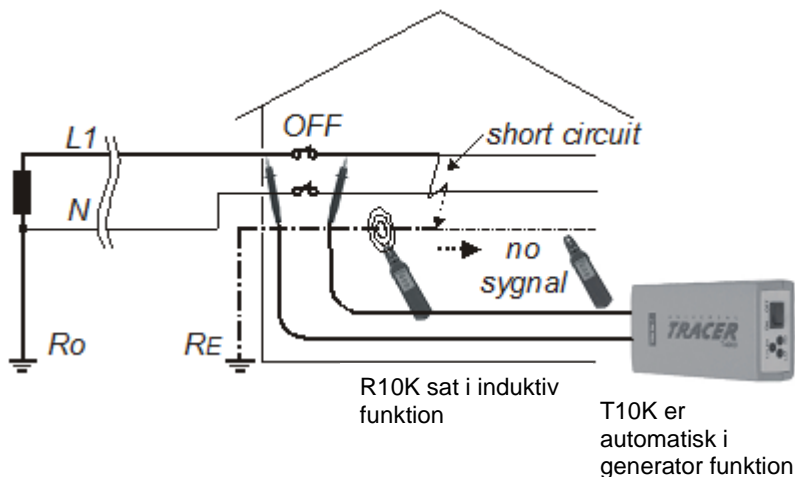 OFF
L1
short circuit
N
no
sygnal
TRACER
Ro
RE
R10K sat i induktiv
funktion
T10K er
automatisk i
generator funktion